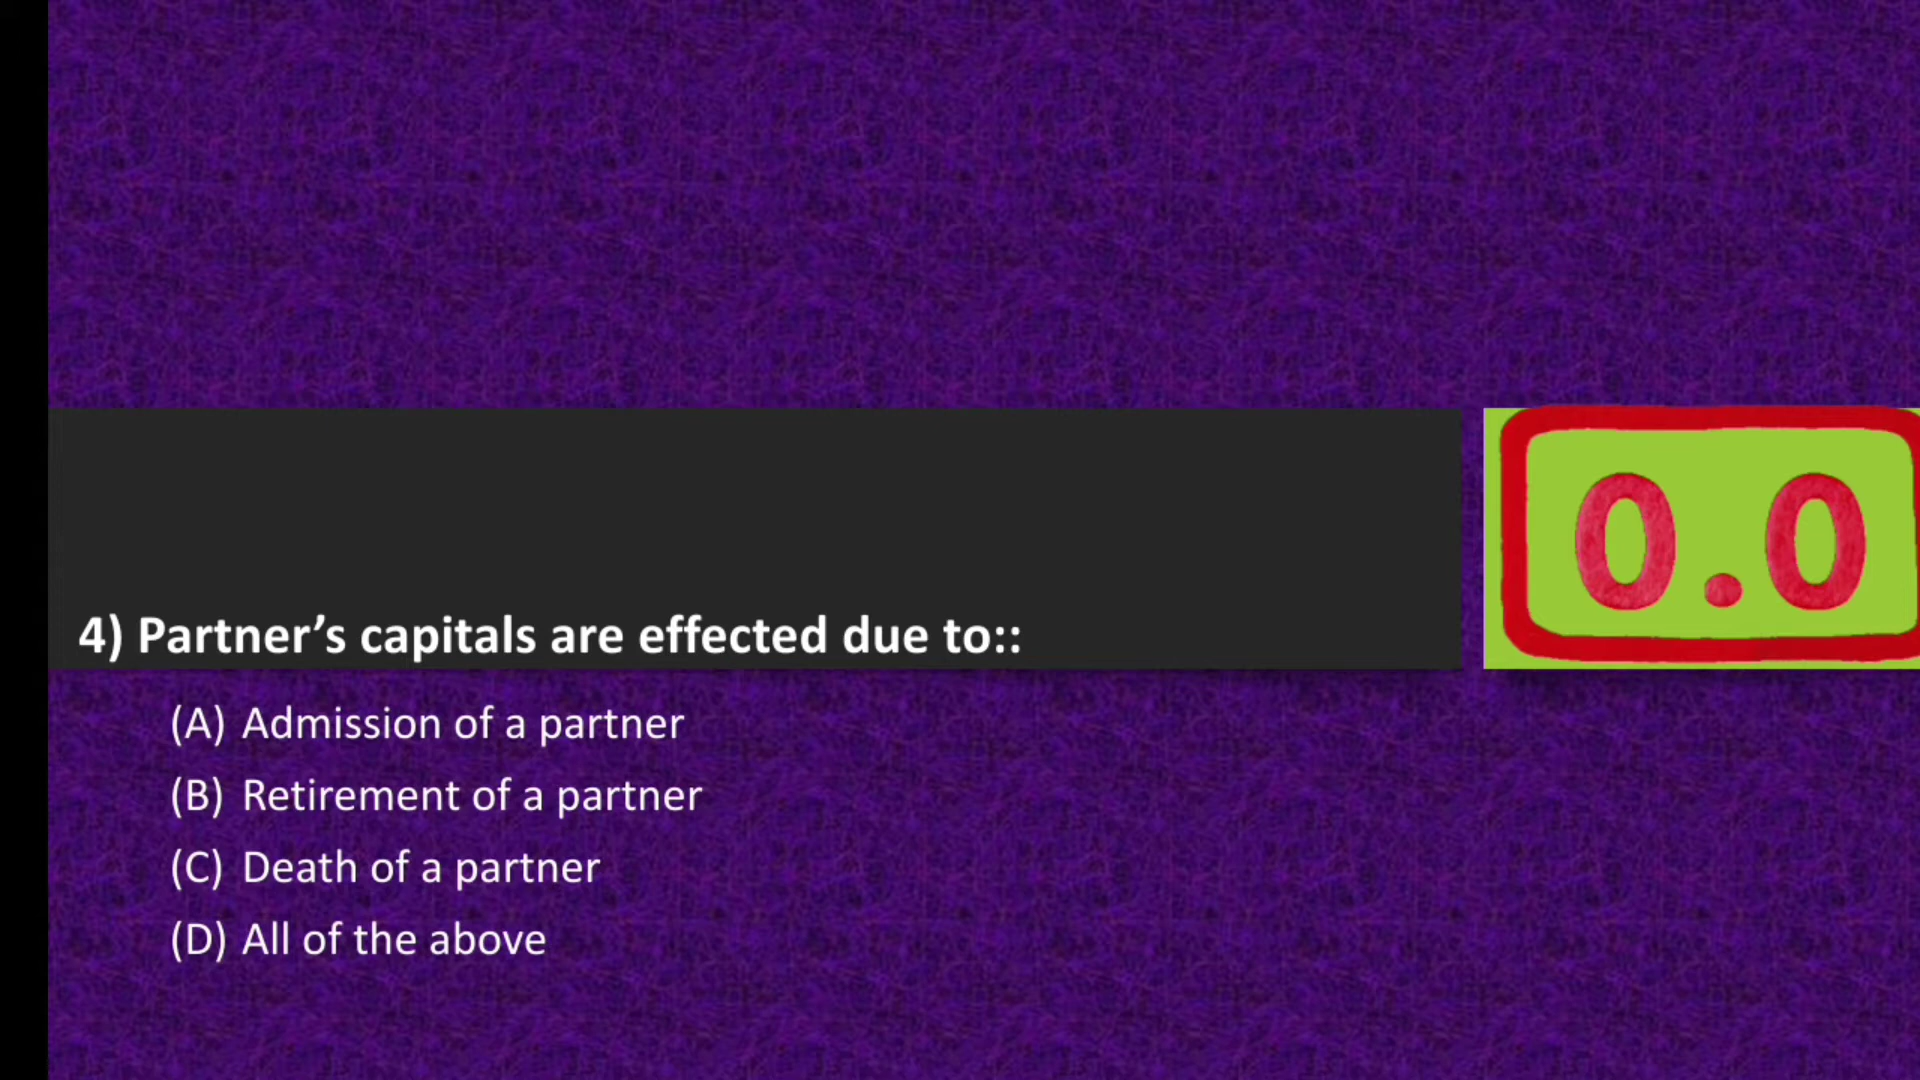 4) Partner’s capitals are effected due to::
0.0
(A) Admission of a partner
(B) Retirement of a partner
(C) Death of a partner
(D) All of the above